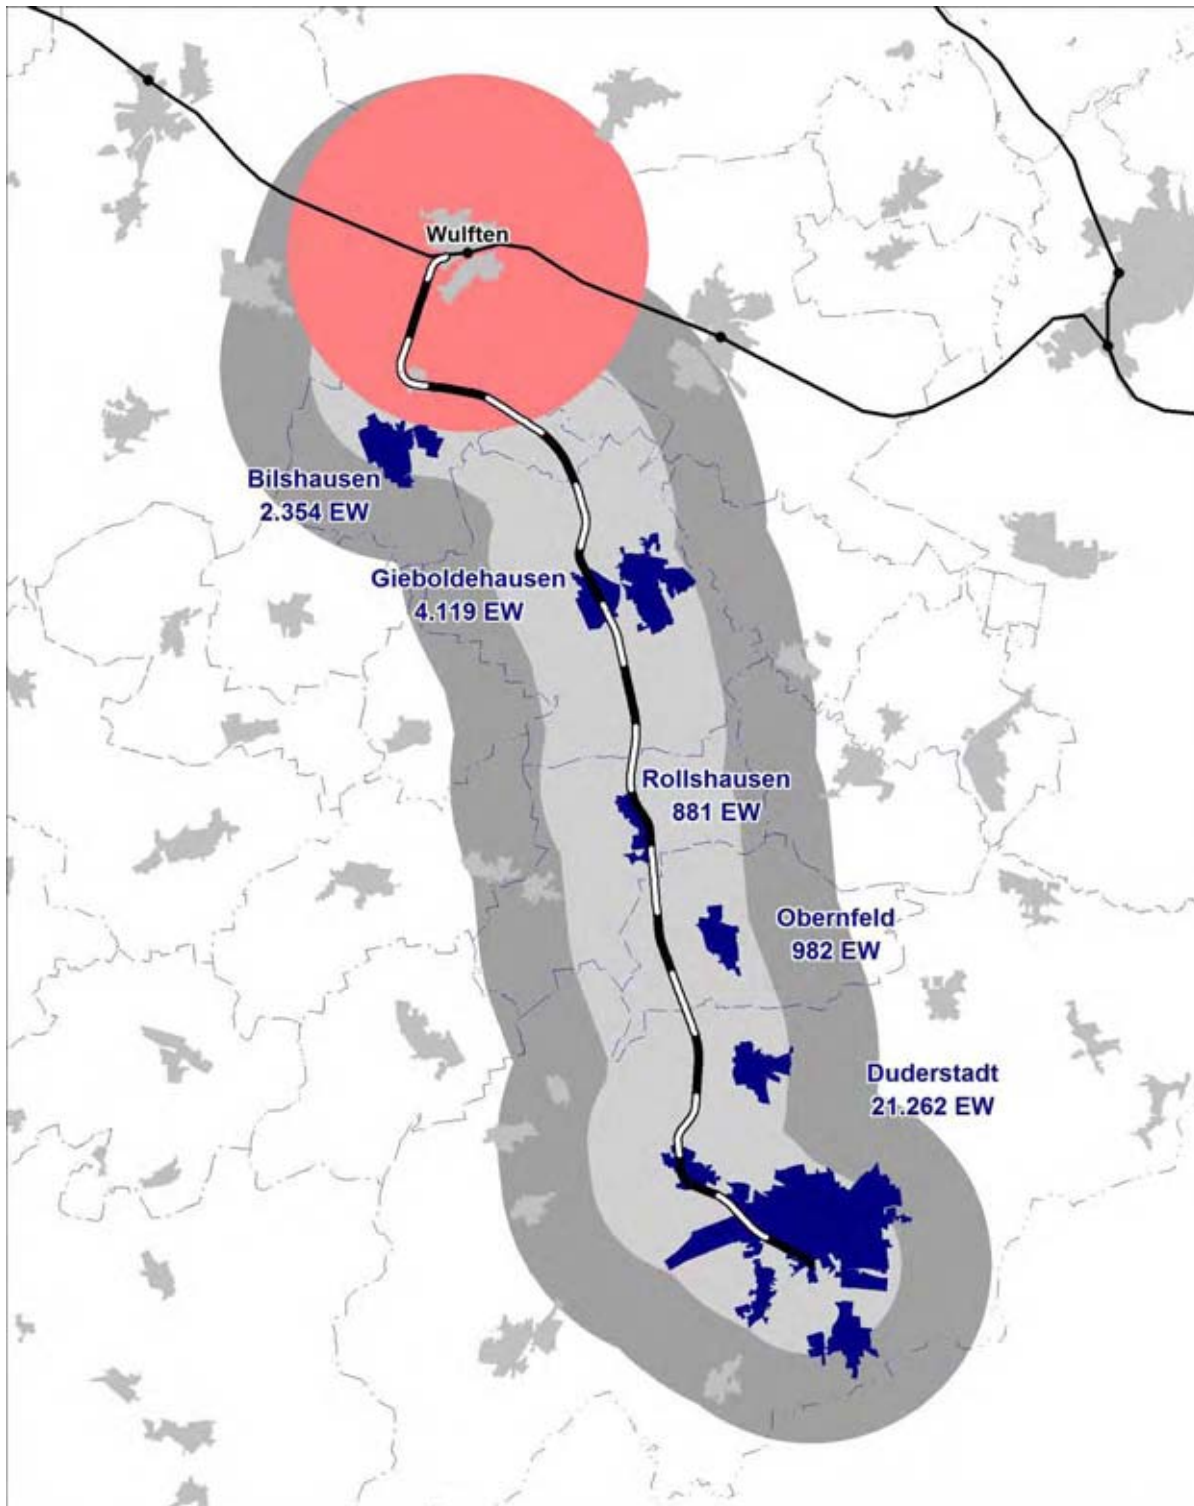 Wulften
Bilshausen
2.354 EW
Gieboldehausen
4.119 EW
Rollshausen
881 EW
Obernfeld
982 EW
Duderstadt
21.262 EW